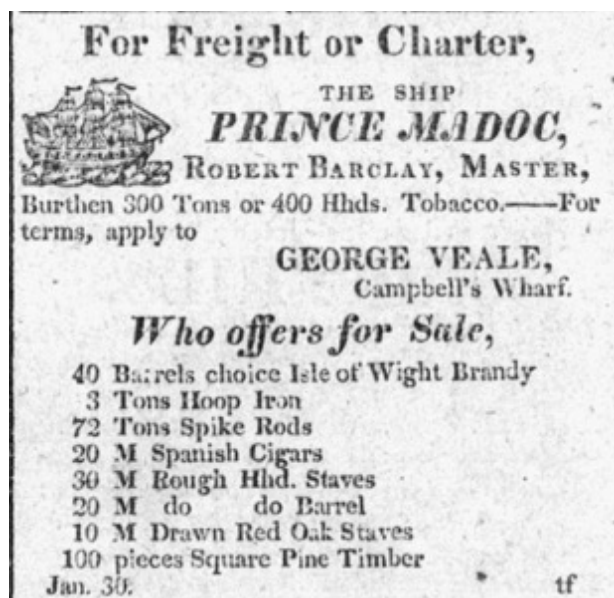 For Freight or Charter,
THE SHIP
PRINCE MADOC,
ROBERT BARCLAY, MASTER,
Burthen 300 Tons or 400 Hhds. Tobacco.——For
terms, apply to
GEORGE VEALE,
Campbell's Wharf.
Who offers for Sale,
40 Barrels choice Isle of Wight Brandy
3 Tons Hoop Iron
72 Tons Spike Rods
20 M Spanish Cigars
30 M Rough Hhd. Staves
20 M do do Barrel
10 M Drawn Red Oak Staves
100 pieces Square Pine Timber
Jan. 30. tf